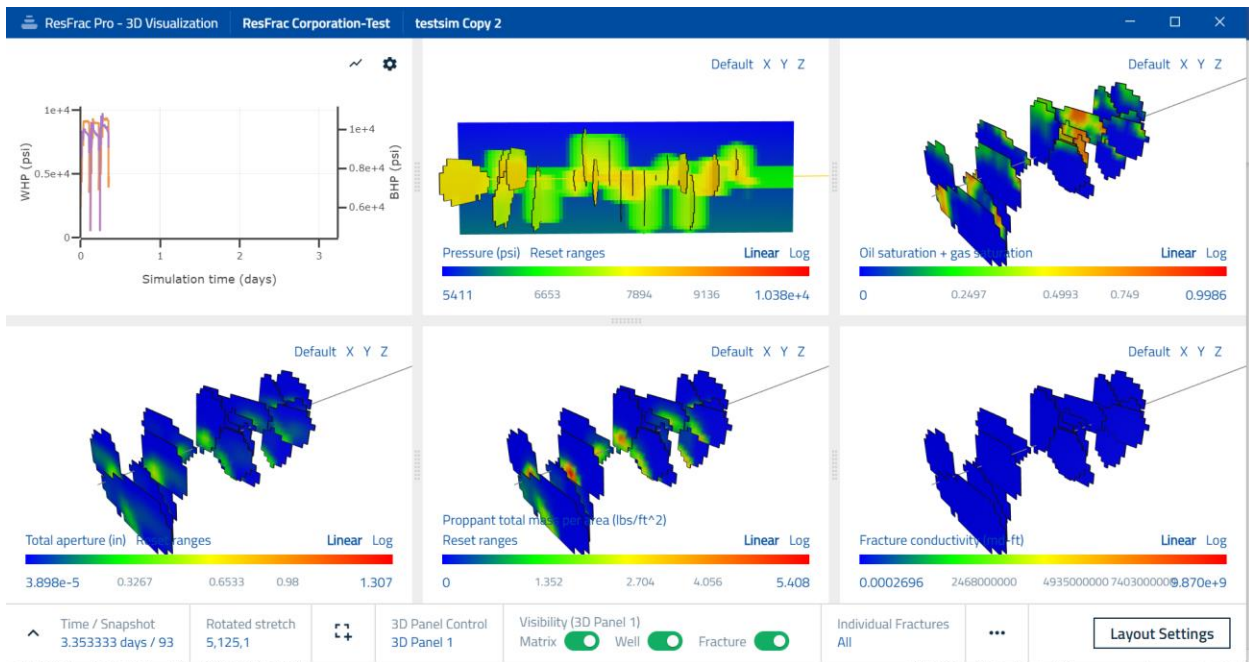 ResFrac Pro - 3D Visualization ResFrac Corporation-Test testsim Copy 2
1e+4
0.5e+4
0
WHP (psi)
1e+4
0.8e+4
0.6e+4
BHP (psi)
0 1 2 3
Simulation time (days)
Default X Y Z
Pressure (psi) Reset ranges Linear Log
5411 6653 7894 9136 1.038e+4
Default X Y Z
Oil saturation + gas saturation Linear Log
0 0.2497 0.4993 0.749 0.9986
Default X Y Z
Total aperture (in) Reset ranges Linear Log
3.898e-5 0.3267 0.6533 0.98 1.307
Default X Y Z
Proppant total mass per area (lbs/ft^2)
Reset ranges Linear Log
0 1.352 2.704 4.056 5.408
Default X Y Z
Fracture conductivity (md-ft) Linear Log
0.0002696 2468000000 4935000000 7403000000 9.870e+9
Time / Snapshot
3.353333 days / 93
Rotated stretch
5,125,1
3D Panel Control
3D Panel 1
Visibility (3D Panel 1)
Matrix Well Fracture
Individual Fractures
All
Layout Settings